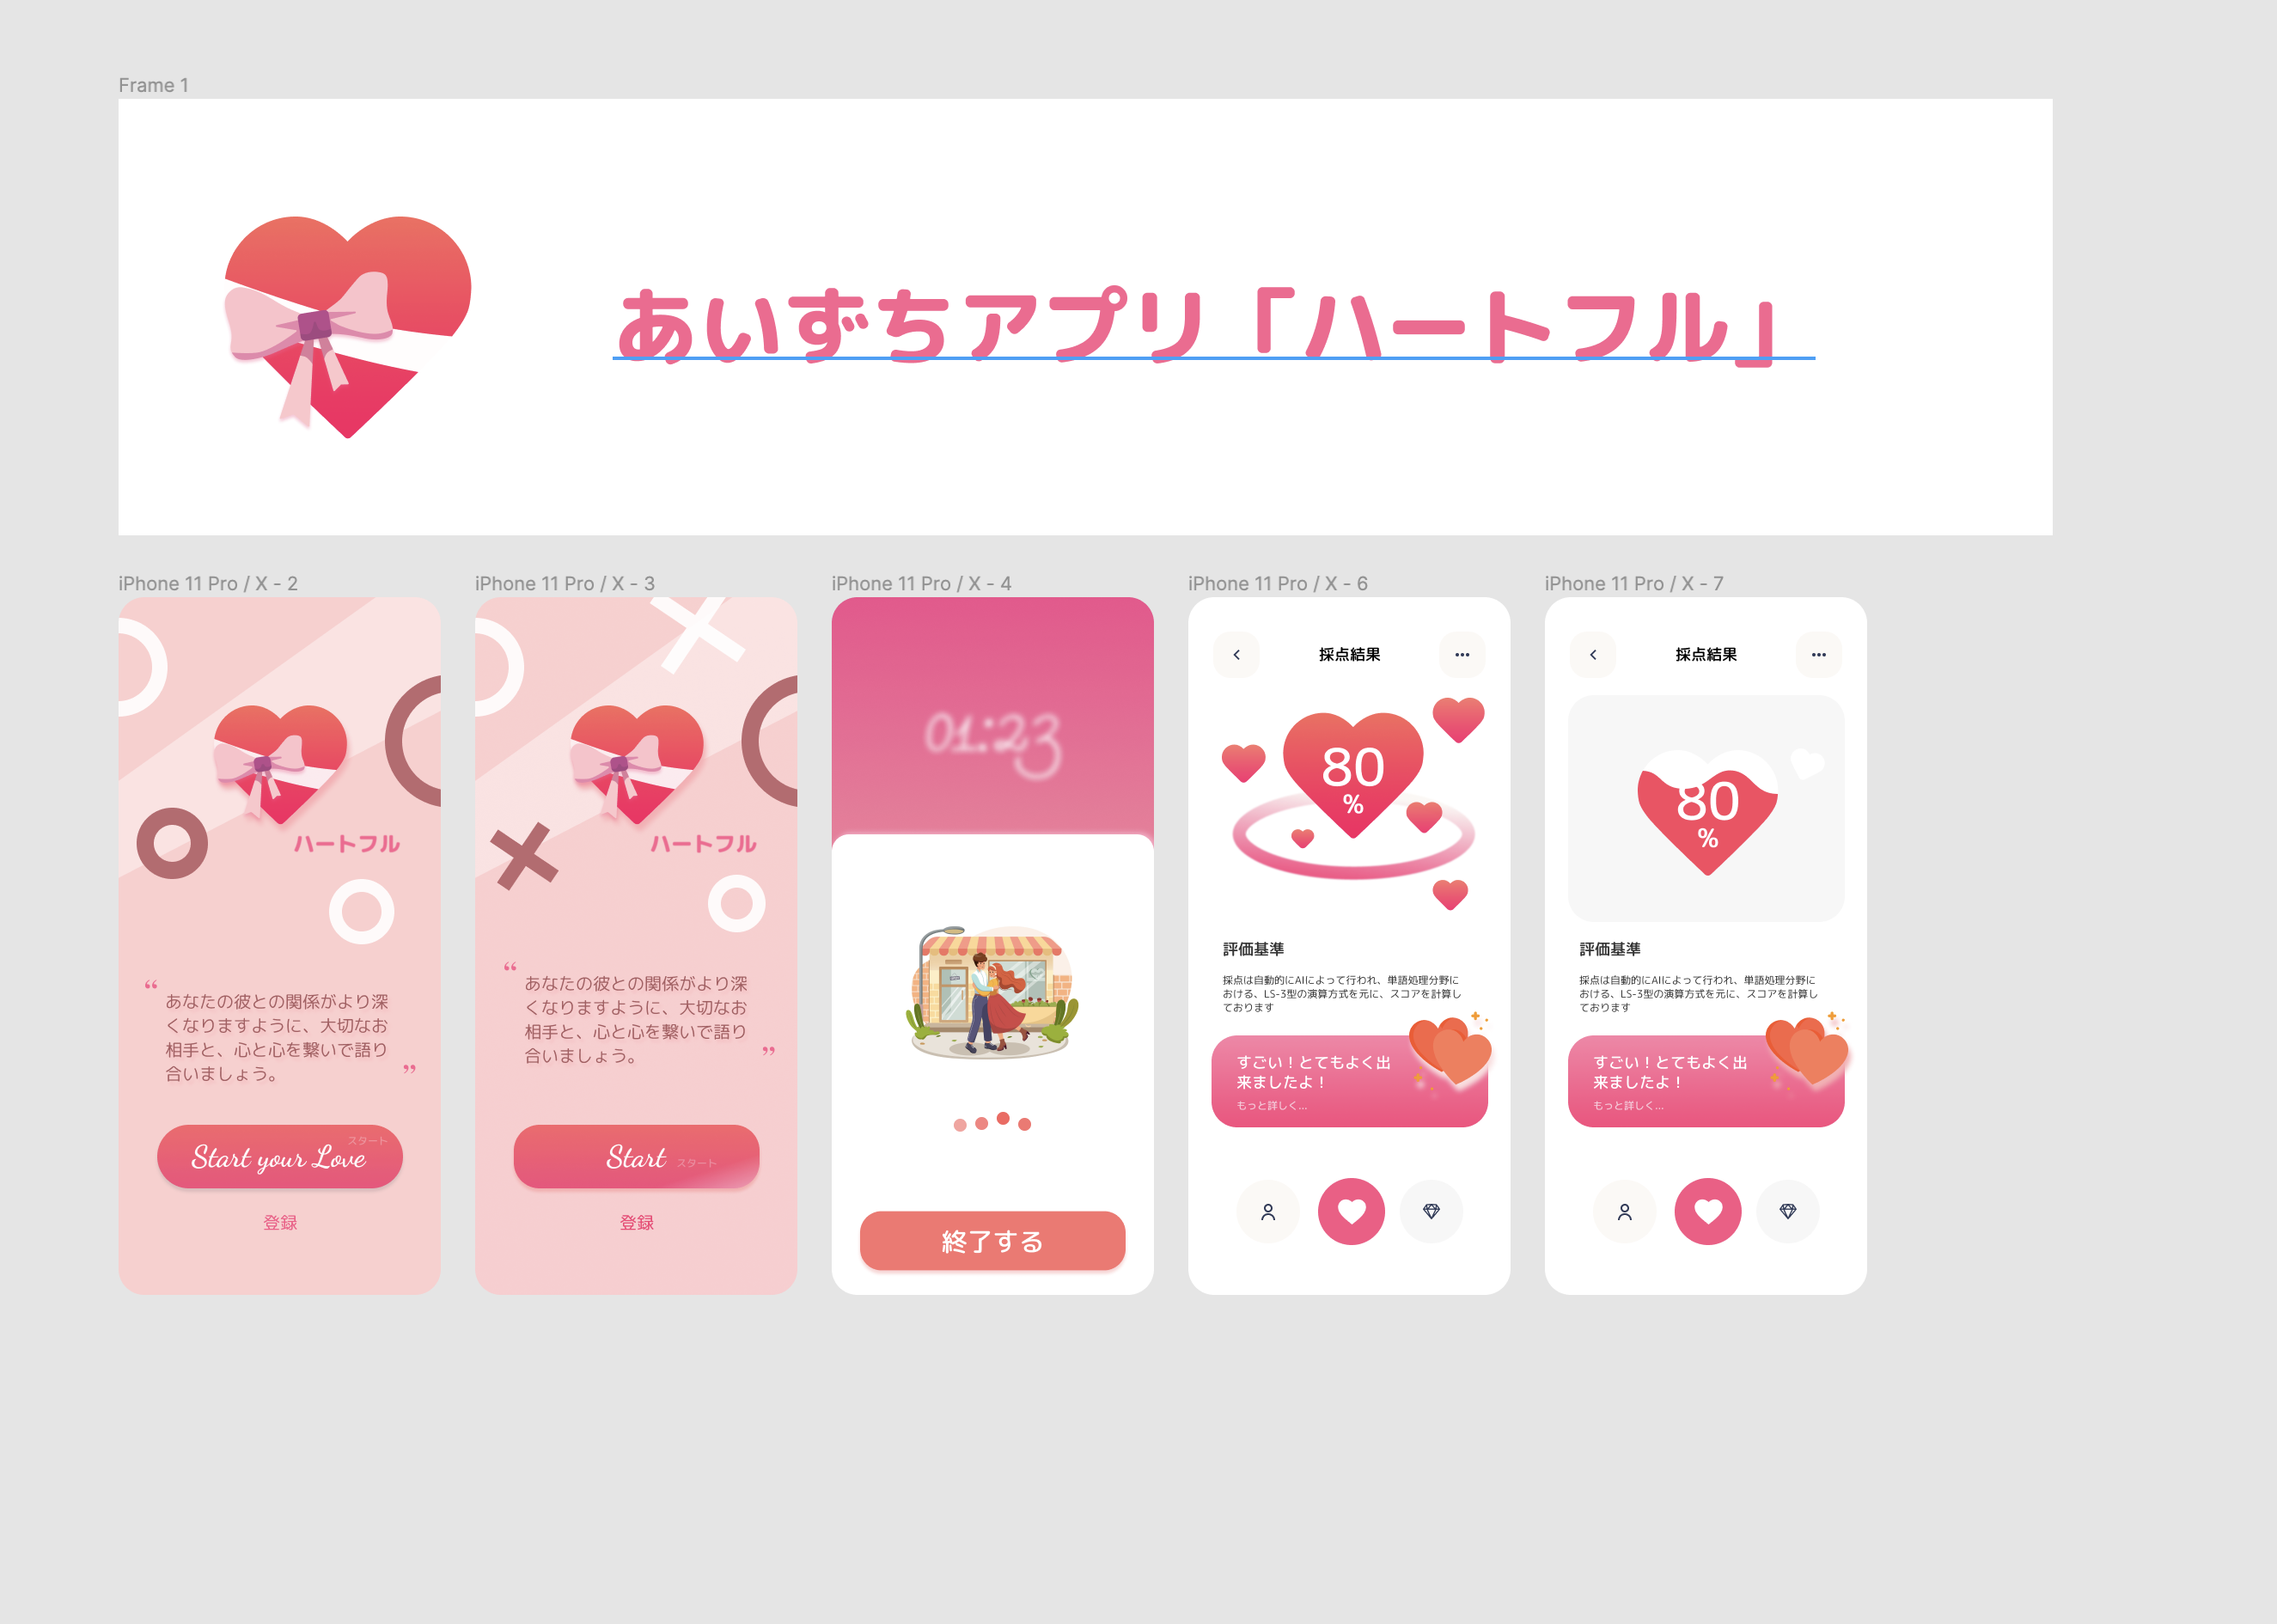 Frame 1
あいずちアプリ「ハートフル」
iPhone 11 Pro / X - 2
ハートフル
“
あなたの彼との関係がより深
くなりますように、大切なお
相手と、心と心を繋いで語り
合いましょう。
”
スタート
Start your Love
登録
iPhone 11 Pro / X - 3
ハートフル
“
あなたの彼との関係がより深
くなりますように、大切なお
相手と、心と心を繋いで語り
合いましょう。
”
Start スタート
登録
iPhone 11 Pro / X - 4
01:23
終了する
iPhone 11 Pro / X - 6
採点結果
80
%
評価基準
採点は自動的にAIによって行われ、単語処理分野に
おける、LS-3型の演算方式を元に、スコアを計算し
ております
すごい！とてもよく出
来ましたよ！
もっと詳しく...
iPhone 11 Pro / X - 7
採点結果
80
%
評価基準
採点は自動的にAIによって行われ、単語処理分野に
おける、LS-3型の演算方式を元に、スコアを計算し
ております
すごい！とてもよく出
来ましたよ！
もっと詳しく...